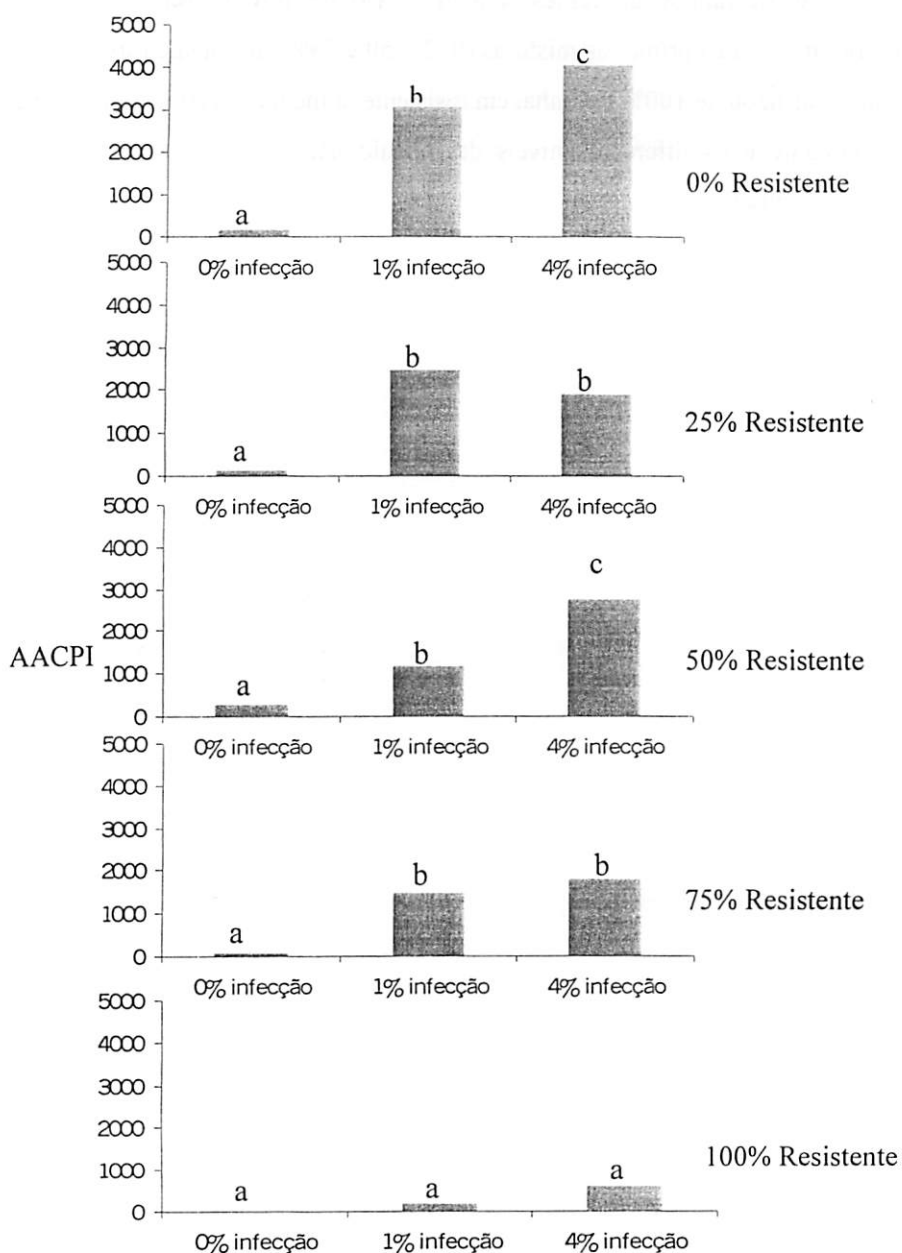 5000
4000
3000
2000
1000
0
a
b
c
0% infecção
1% infecção
4% infecção
0% Resistente
5000
4000
3000
2000
1000
0
a
b
b
0% infecção
1% infecção
4% infecção
25% Resistente
AACPI
5000
4000
3000
2000
1000
0
a
b
c
0% infecção
1% infecção
4% infecção
50% Resistente
5000
4000
3000
2000
1000
0
a
b
b
0% infecção
1% infecção
4% infecção
75% Resistente
5000
4000
3000
2000
1000
0
a
a
a
0% infecção
1% infecção
4% infecção
100% Resistente